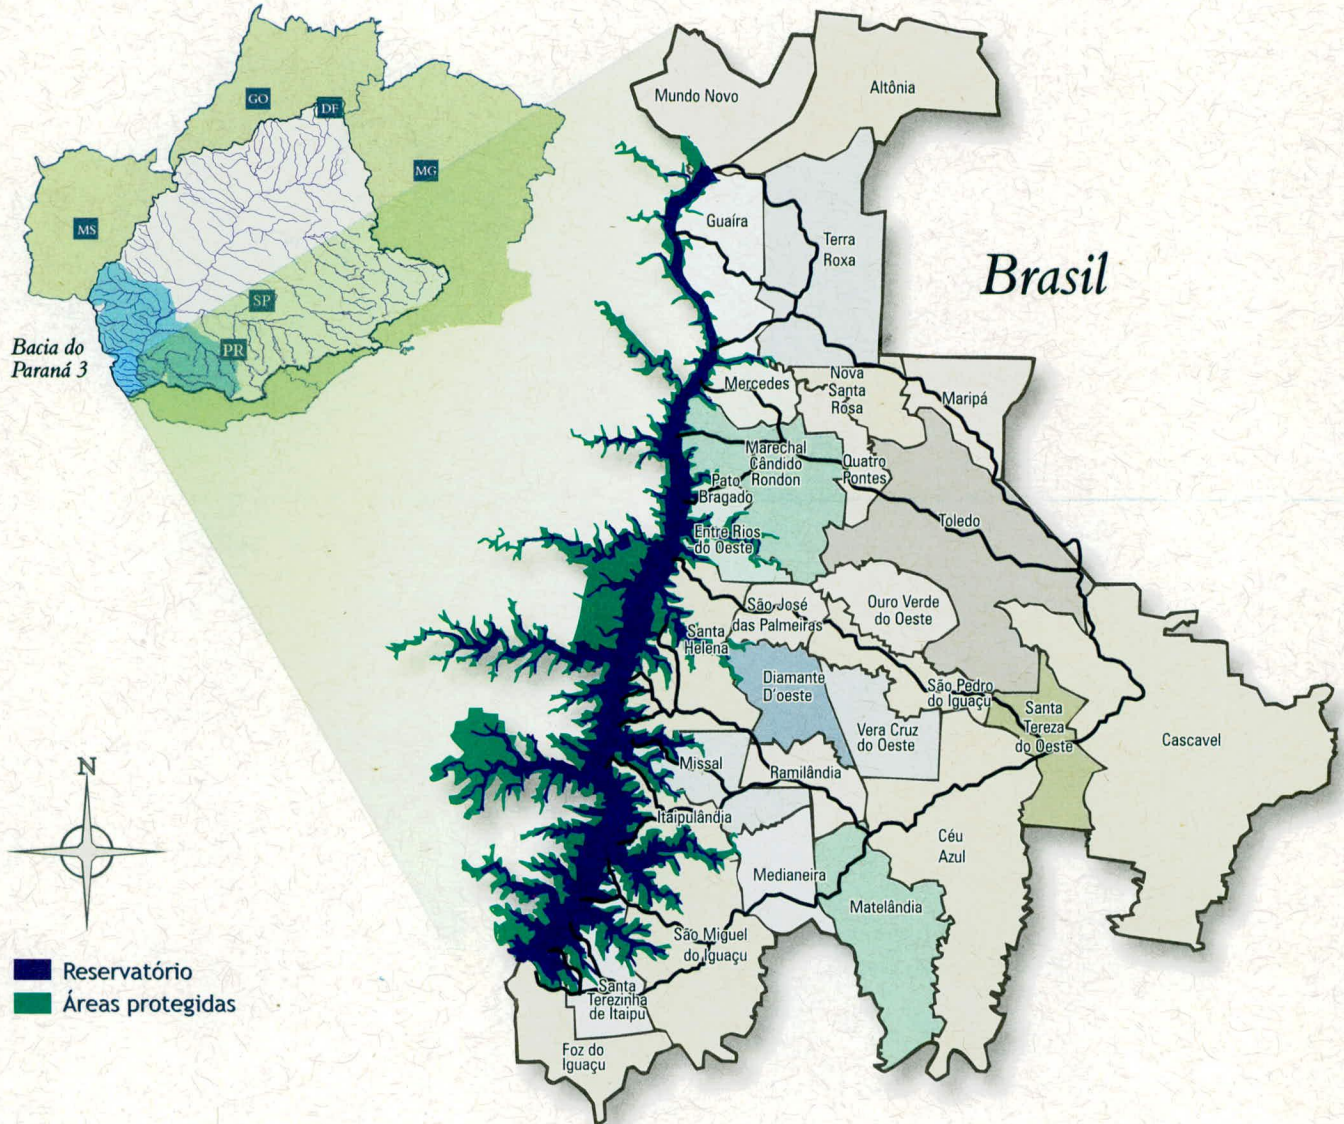 GO
DF
MG
MS
SP
PR
Bacia do
Paraná 3
Mundo Novo
Altônia
Guaíra
Terra
Roxa
Brasil
Mercedes
Nova
Santa
Rosa
Maripá
Marechal
Cândido
Rondon
Quatro
Pontes
Pato
Bragado
Toledo
Entre Rios
do Oeste
São José
das Palmeiras
Ouro Verde
do Oeste
Santa
Helena
Diamante
D'oeste
São Pedro
do Iguaçu
Vera Cruz
do Oeste
Santa
Tereza
do Oeste
Cascavel
Missal
Ramilândia
Itaipulândia
Céu
Azul
Medianeira
Matelândia
São Miguel
do Iguaçu
Santa
Terezinha
de Itaipu
Foz do
Iguaçu
N
Reservatório
Áreas protegidas